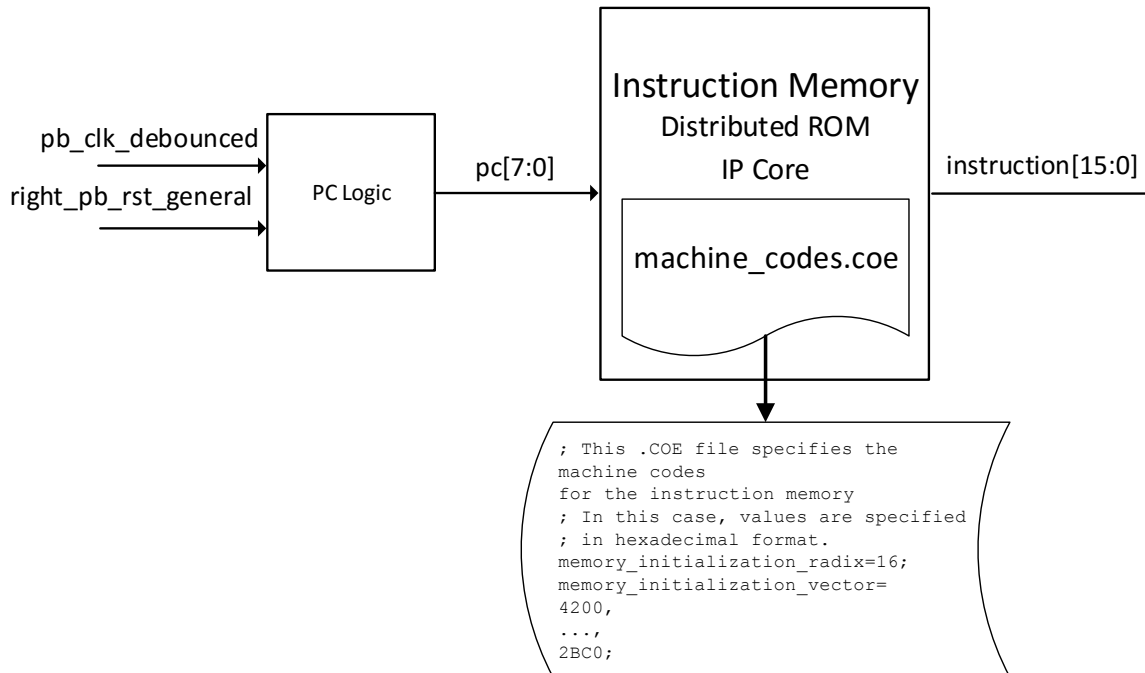 pb_clk_debounced
right_pb_rst_general
PC Logic
pc[7:0]
Instruction Memory
Distributed ROM
IP Core
machine_codes.coe
instruction[15:0]
; This .COE file specifies the
machine codes
for the instruction memory
; In this case, values are specified
; in hexadecimal format.
memory_initialization_radix=16;
memory_initialization_vector=
4200,
...,
2BC0;